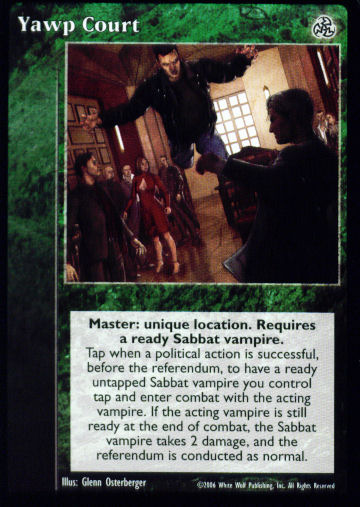 Yawp Court
Master: unique location. Requires
a ready Sabbat vampire.
Tap when a political action is successful,
before the referendum, to have a ready
untapped Sabbat vampire you control
tap and enter combat with the acting
vampire. If the acting vampire is still
ready at the end of combat, the Sabbat
vampire takes 2 damage, and the
referendum is conducted as normal.
Illus: Glenn Osterberger
©2006 White Wolf Publishing, Inc. All Rights Reserved